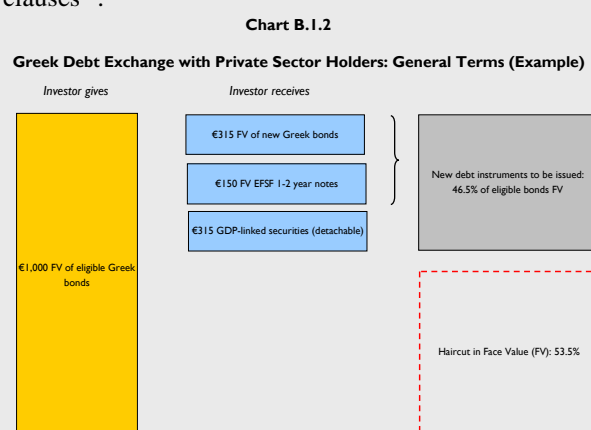 clauses .
Chart B.1.2
Greek Debt Exchange with Private Sector Holders: General Terms (Example)
Investor gives
Investor receives
€315 FV of new Greek bonds
€150 FV EFSF 1-2 year notes
€315 GDP-linked securities (detachable)
New debt instruments to be issued:
46.5% of eligible bonds FV
€1,000 FV of eligible Greek
bonds
Haircut in Face Value (FV): 53.5%